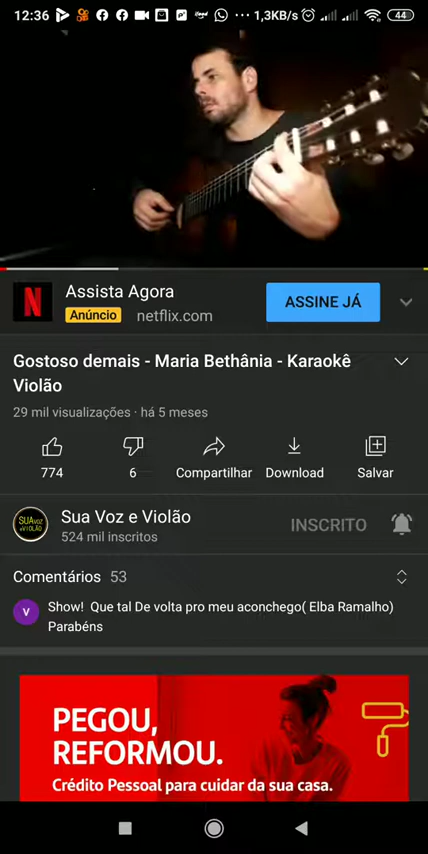 12:36
1,3KB/s
44
N
Assista Agora
ASSINE JÁ
Anúncio netflix.com
Gostoso demais - Maria Bethânia - Karaokê
Violão
29 mil visualizações · há 5 meses
774
6
Compartilhar
Download
Salvar
SUA VOZ
e VIOLÃO
Sua Voz e Violão
524 mil inscritos
INSCRITO
Comentários 53
V
Show! Que tal De volta pro meu aconchego( Elba Ramalho)
Parabéns
PEGOU,
REFORMOU.
Crédito Pessoal para cuidar da sua casa.